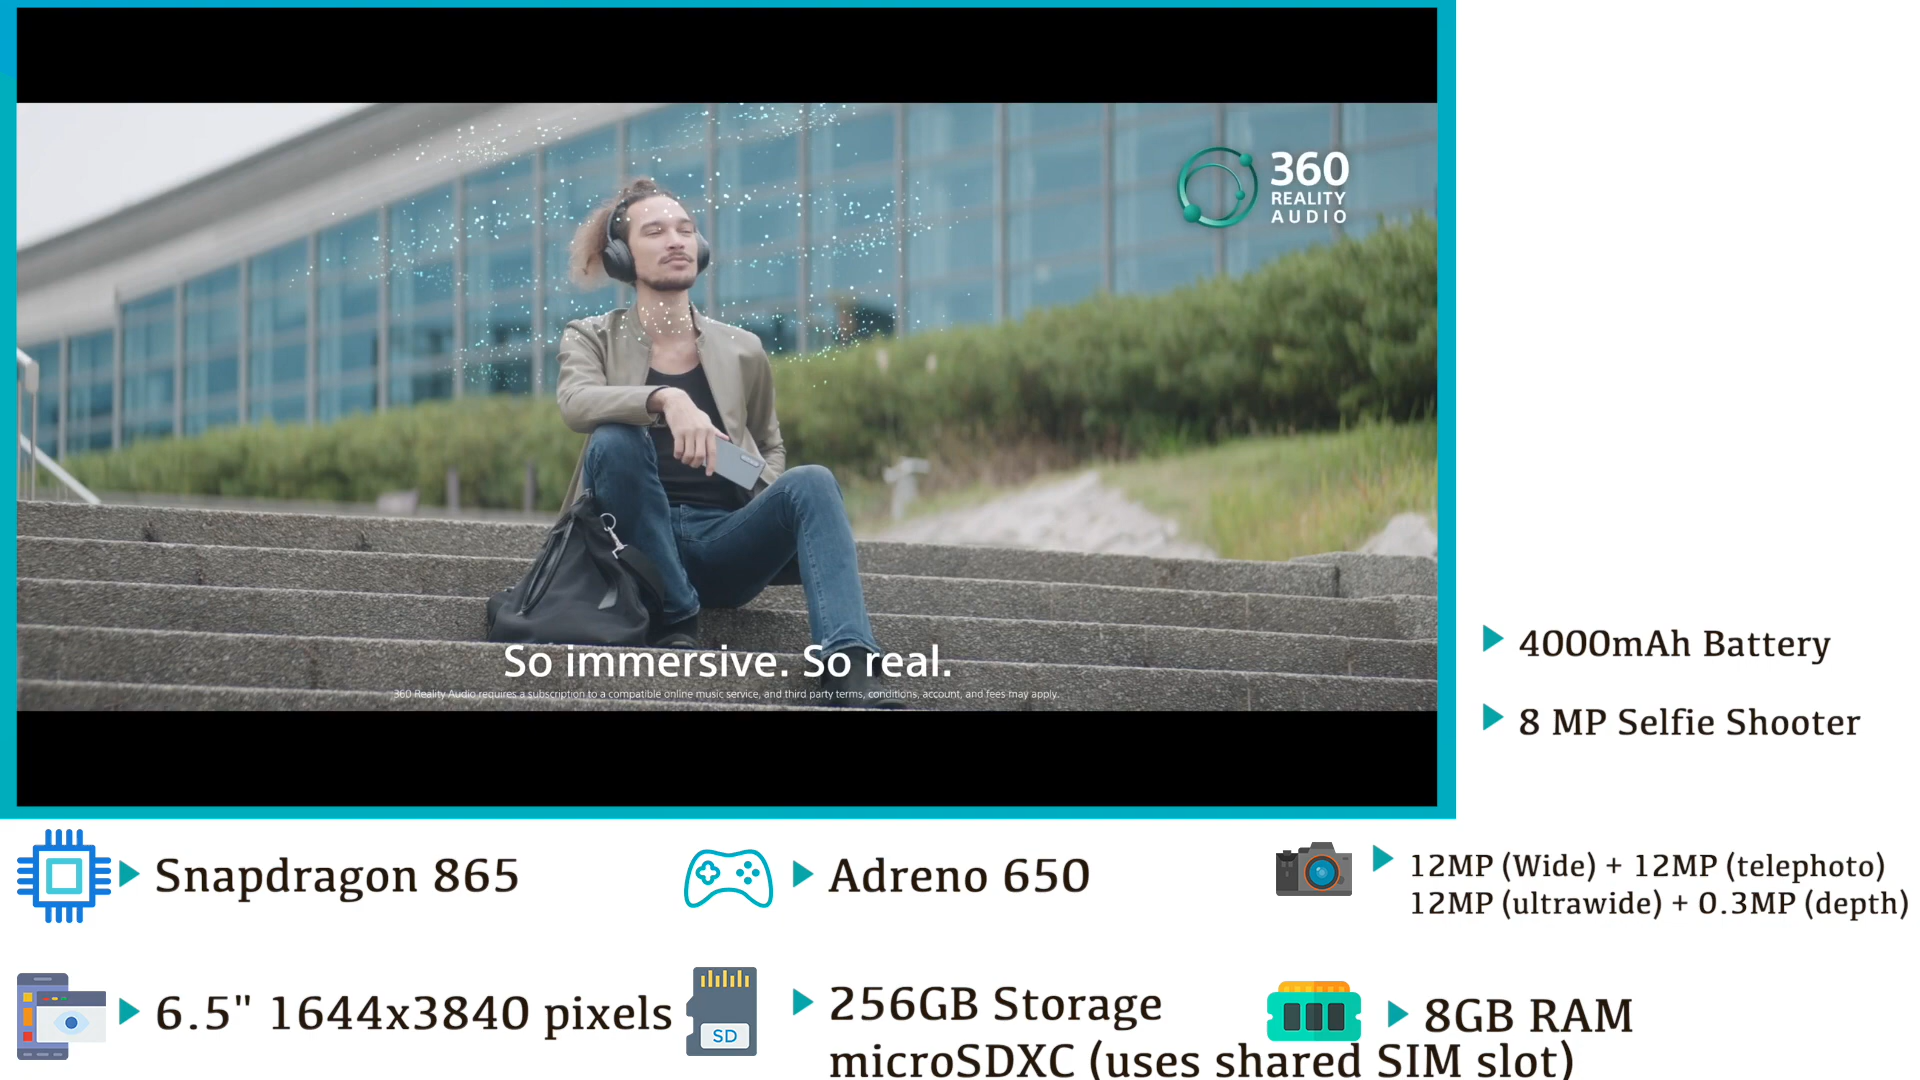 360
REALITY
AUDIO
So immersive. So real.
360 Reality Audio requires a subscription to a compatible online music service, and third party terms, conditions, account, and fees may apply.
4000mAh Battery
8 MP Selfie Shooter
Snapdragon 865
Adreno 650
12MP (Wide) + 12MP (telephoto)
12MP (ultrawide) + 0.3MP (depth)
6.5" 1644x3840 pixels
SD
256GB Storage
microSDXC (uses shared SIM slot)
8GB RAM